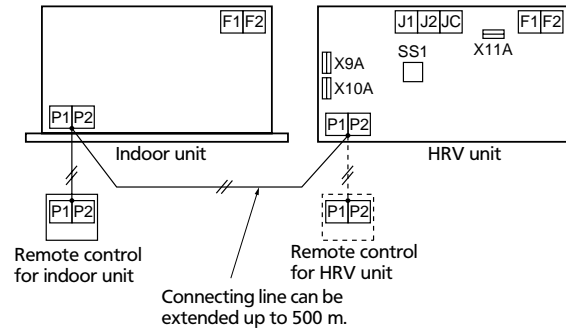 F1 F2
J1 J2 JC
F1 F2
X11A
SS1
X9A
X10A
P1 P2
P1 P2
Indoor unit
HRV unit
P1 P2
P1 P2
Remote control
for indoor unit
Remote control
for HRV unit
Connecting line can be
extended up to 500 m.